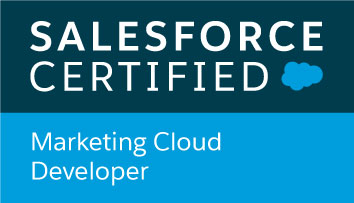 SALESFORCE
CERTIFIED
Marketing Cloud
Developer